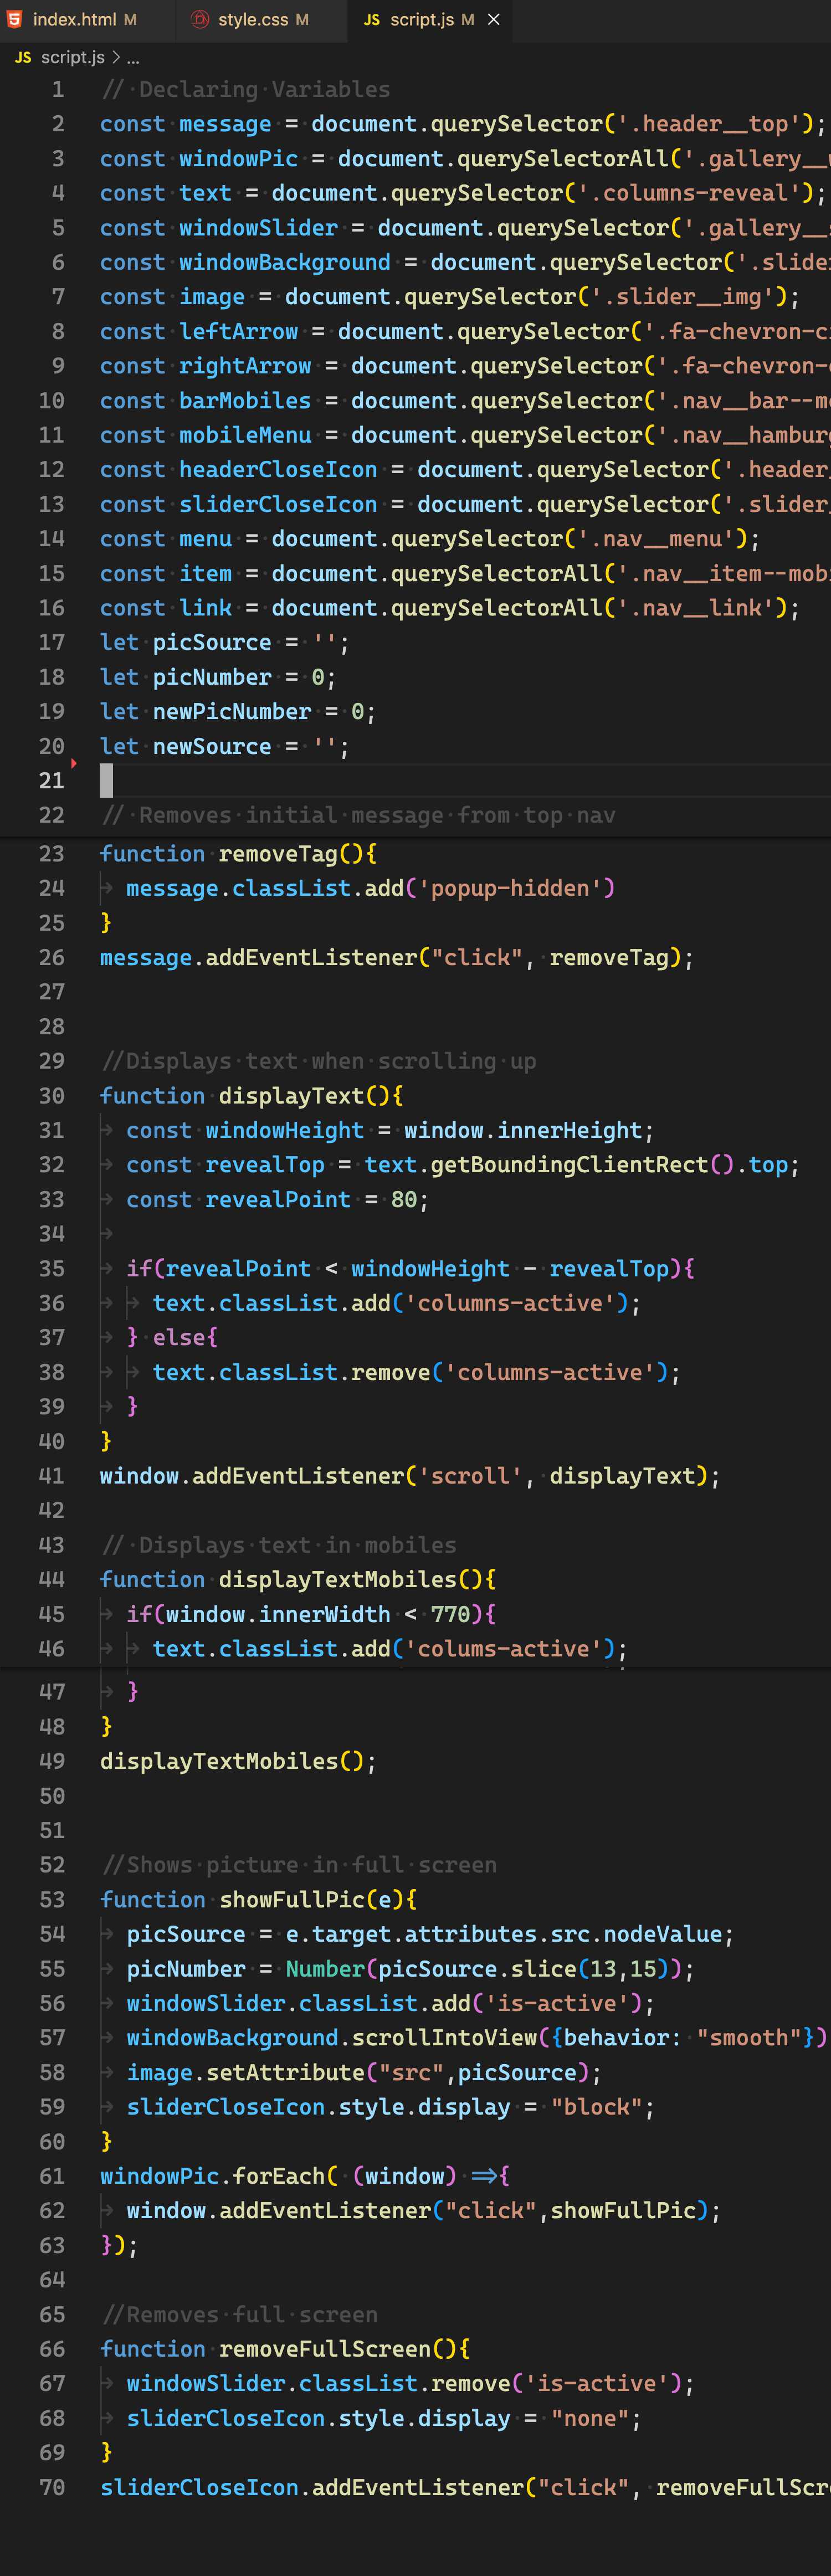 index.html M style.css M JS script.js M ×
JS script.js > ...
1 // Declaring Variables
2 const message = document.querySelector('.header__top');
3 const windowPic = document.querySelectorAll('.gallery__
4 const text = document.querySelector('.columns-reveal');
5 const windowSlider = document.querySelector('.gallery__
6 const windowBackground = document.querySelector('.slide
7 const image = document.querySelector('.slider__img');
8 const leftArrow = document.querySelector('.fa-chevron-c
9 const rightArrow = document.querySelector('.fa-chevron-
10 const barMobiles = document.querySelector('.nav__bar--m
11 const mobileMenu = document.querySelector('.nav__hambur
12 const headerCloseIcon = document.querySelector('.header_
13 const sliderCloseIcon = document.querySelector('.slider_
14 const menu = document.querySelector('.nav__menu');
15 const item = document.querySelectorAll('.nav__item--mob
16 const link = document.querySelectorAll('.nav__link');
17 let picSource = '';
18 let picNumber = 0;
19 let newPicNumber = 0;
20 let newSource = '';
21
22 // Removes initial message from top nav
23 function removeTag(){
24 message.classList.add('popup-hidden')
25 }
26 message.addEventListener("click", removeTag);
27
28
29 //Displays text when scrolling up
30 function displayText(){
31 const windowHeight = window.innerHeight;
32 const revealTop = text.getBoundingClientRect().top;
33 const revealPoint = 80;
34
35 if(revealPoint < windowHeight - revealTop){
36 text.classList.add('columns-active');
37 } else{
38 text.classList.remove('columns-active');
39 }
40 }
41 window.addEventListener('scroll', displayText);
42
43 // Displays text in mobiles
44 function displayTextMobiles(){
45 if(window.innerWidth < 770){
46 text.classList.add('colums-active');
47 }
48 }
49 displayTextMobiles();
50
51
52 //Shows picture in full screen
53 function showFullPic(e){
54 picSource = e.target.attributes.src.nodeValue;
55 picNumber = Number(picSource.slice(13,15));
56 windowSlider.classList.add('is-active');
57 windowBackground.scrollIntoView({behavior: "smooth"})
58 image.setAttribute("src",picSource);
59 sliderCloseIcon.style.display = "block";
60 }
61 windowPic.forEach( (window) =>{
62 window.addEventListener("click",showFullPic);
63 });
64
65 //Removes full screen
66 function removeFullScreen(){
67 windowSlider.classList.remove('is-active');
68 sliderCloseIcon.style.display = "none";
69 }
70 sliderCloseIcon.addEventListener("click", removeFullScr